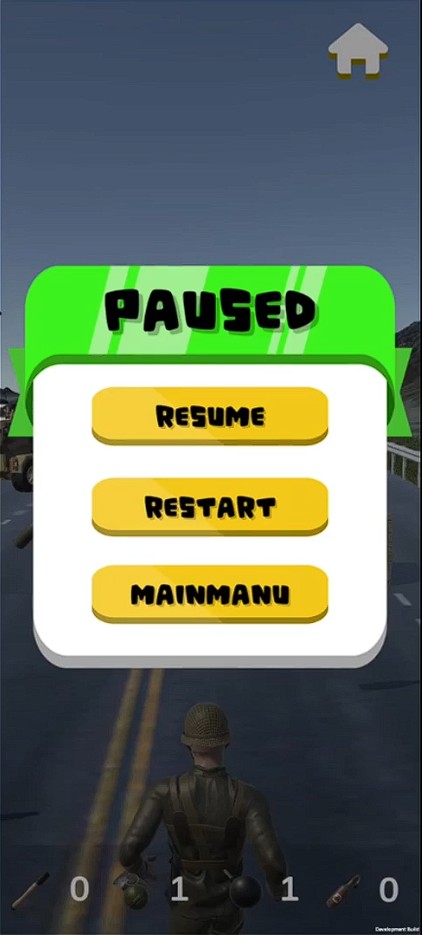 PAUSED
RESUME
RESTART
MAINMANU
0 1 1 0
Development Build